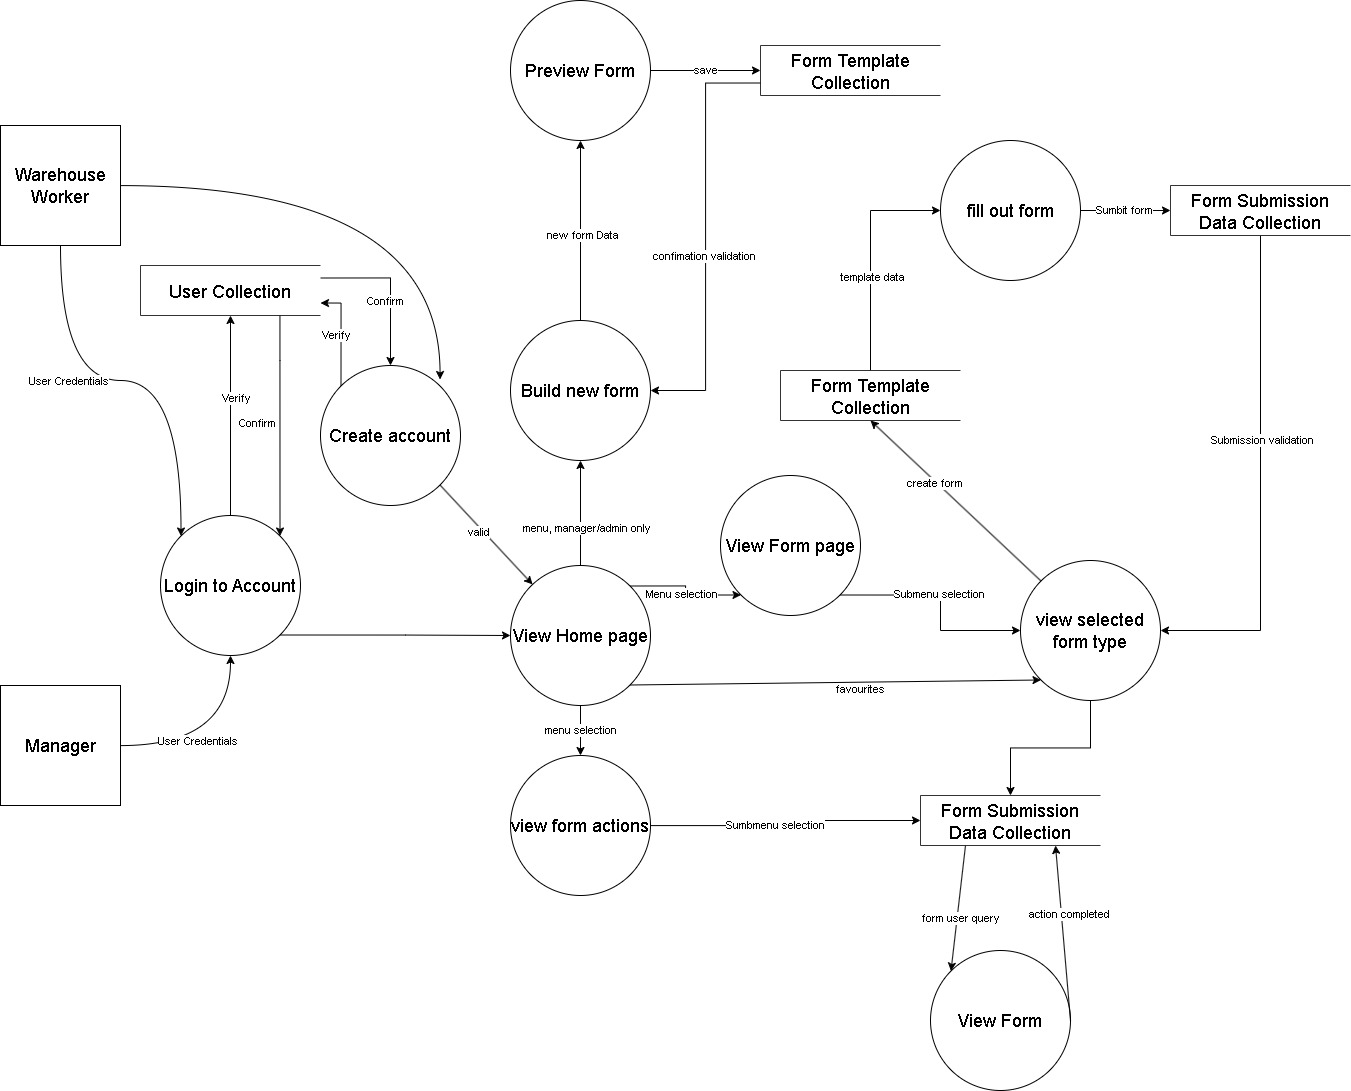 Preview Form
save
Form Template
Collection
Warehouse
Worker
fill out form
Sumbit form
Form Submission
Data Collection
new form Data
confimation validation
template data
User Collection
Confirm
Verify
User Credentials
Verify
Confirm
Build new form
Form Template
Collection
Create account
Submission validation
create form
valid
menu, manager/admin only
View Form page
Login to Account
Menu selection
Submenu selection
View Home page
view selected
form type
favourites
menu selection
Manager
User Credentials
view form actions
Sumbmenu selection
Form Submission
Data Collection
form user query
action completed
View Form